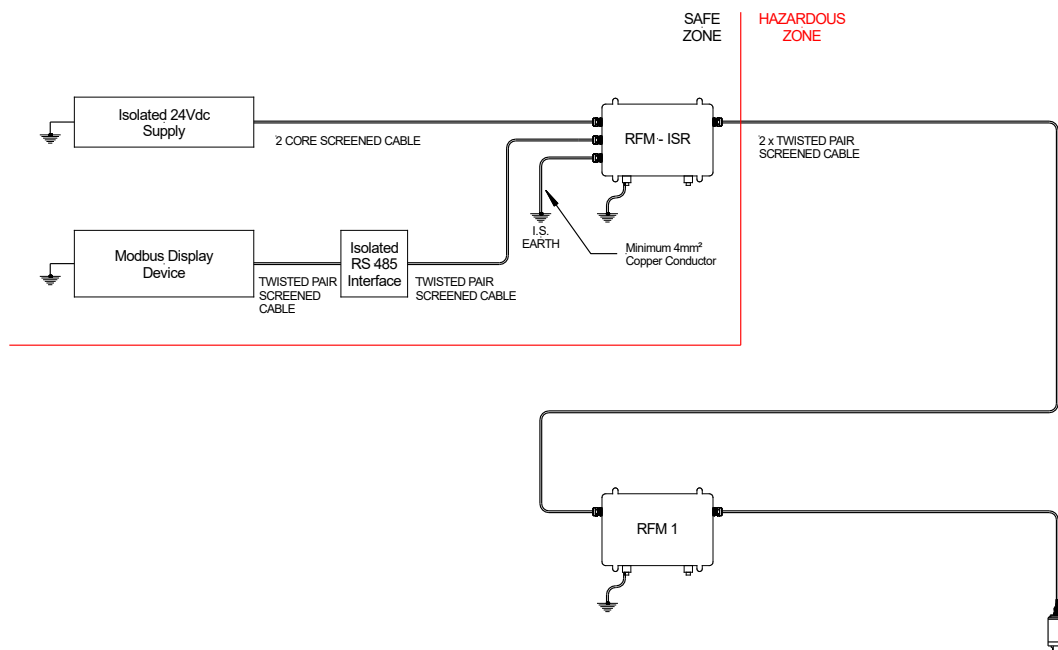 SAFE
ZONE
HAZARDOUS
ZONE
Isolated 24Vdc
Supply
2 CORE SCREENED CABLE
RFM - ISR
2 x TWISTED PAIR
SCREENED CABLE
I.S.
EARTH
Minimum 4mm²
Copper Conductor
Modbus Display
Device
TWISTED PAIR
SCREENED
CABLE
Isolated
RS 485
Interface
TWISTED PAIR
SCREENED CABLE
RFM 1